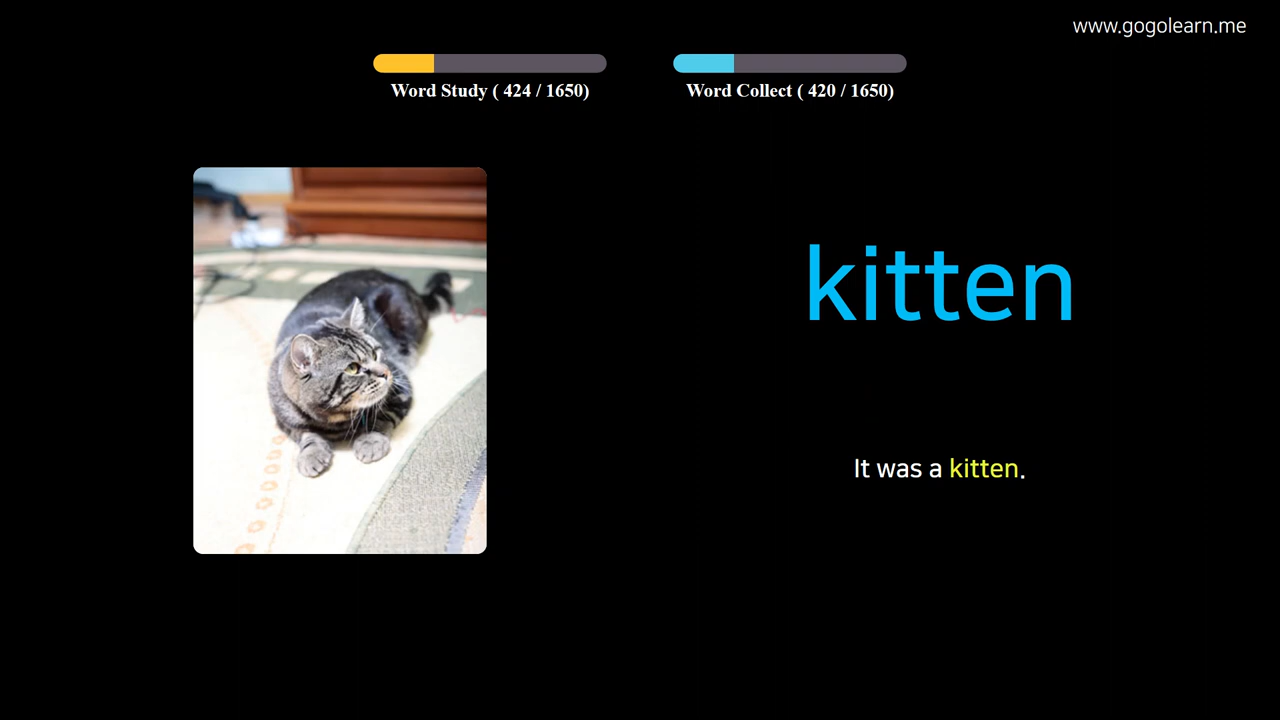 www.gogolearn.me
Word Study ( 424 / 1650)
Word Collect ( 420 / 1650)
kitten
It was a kitten.